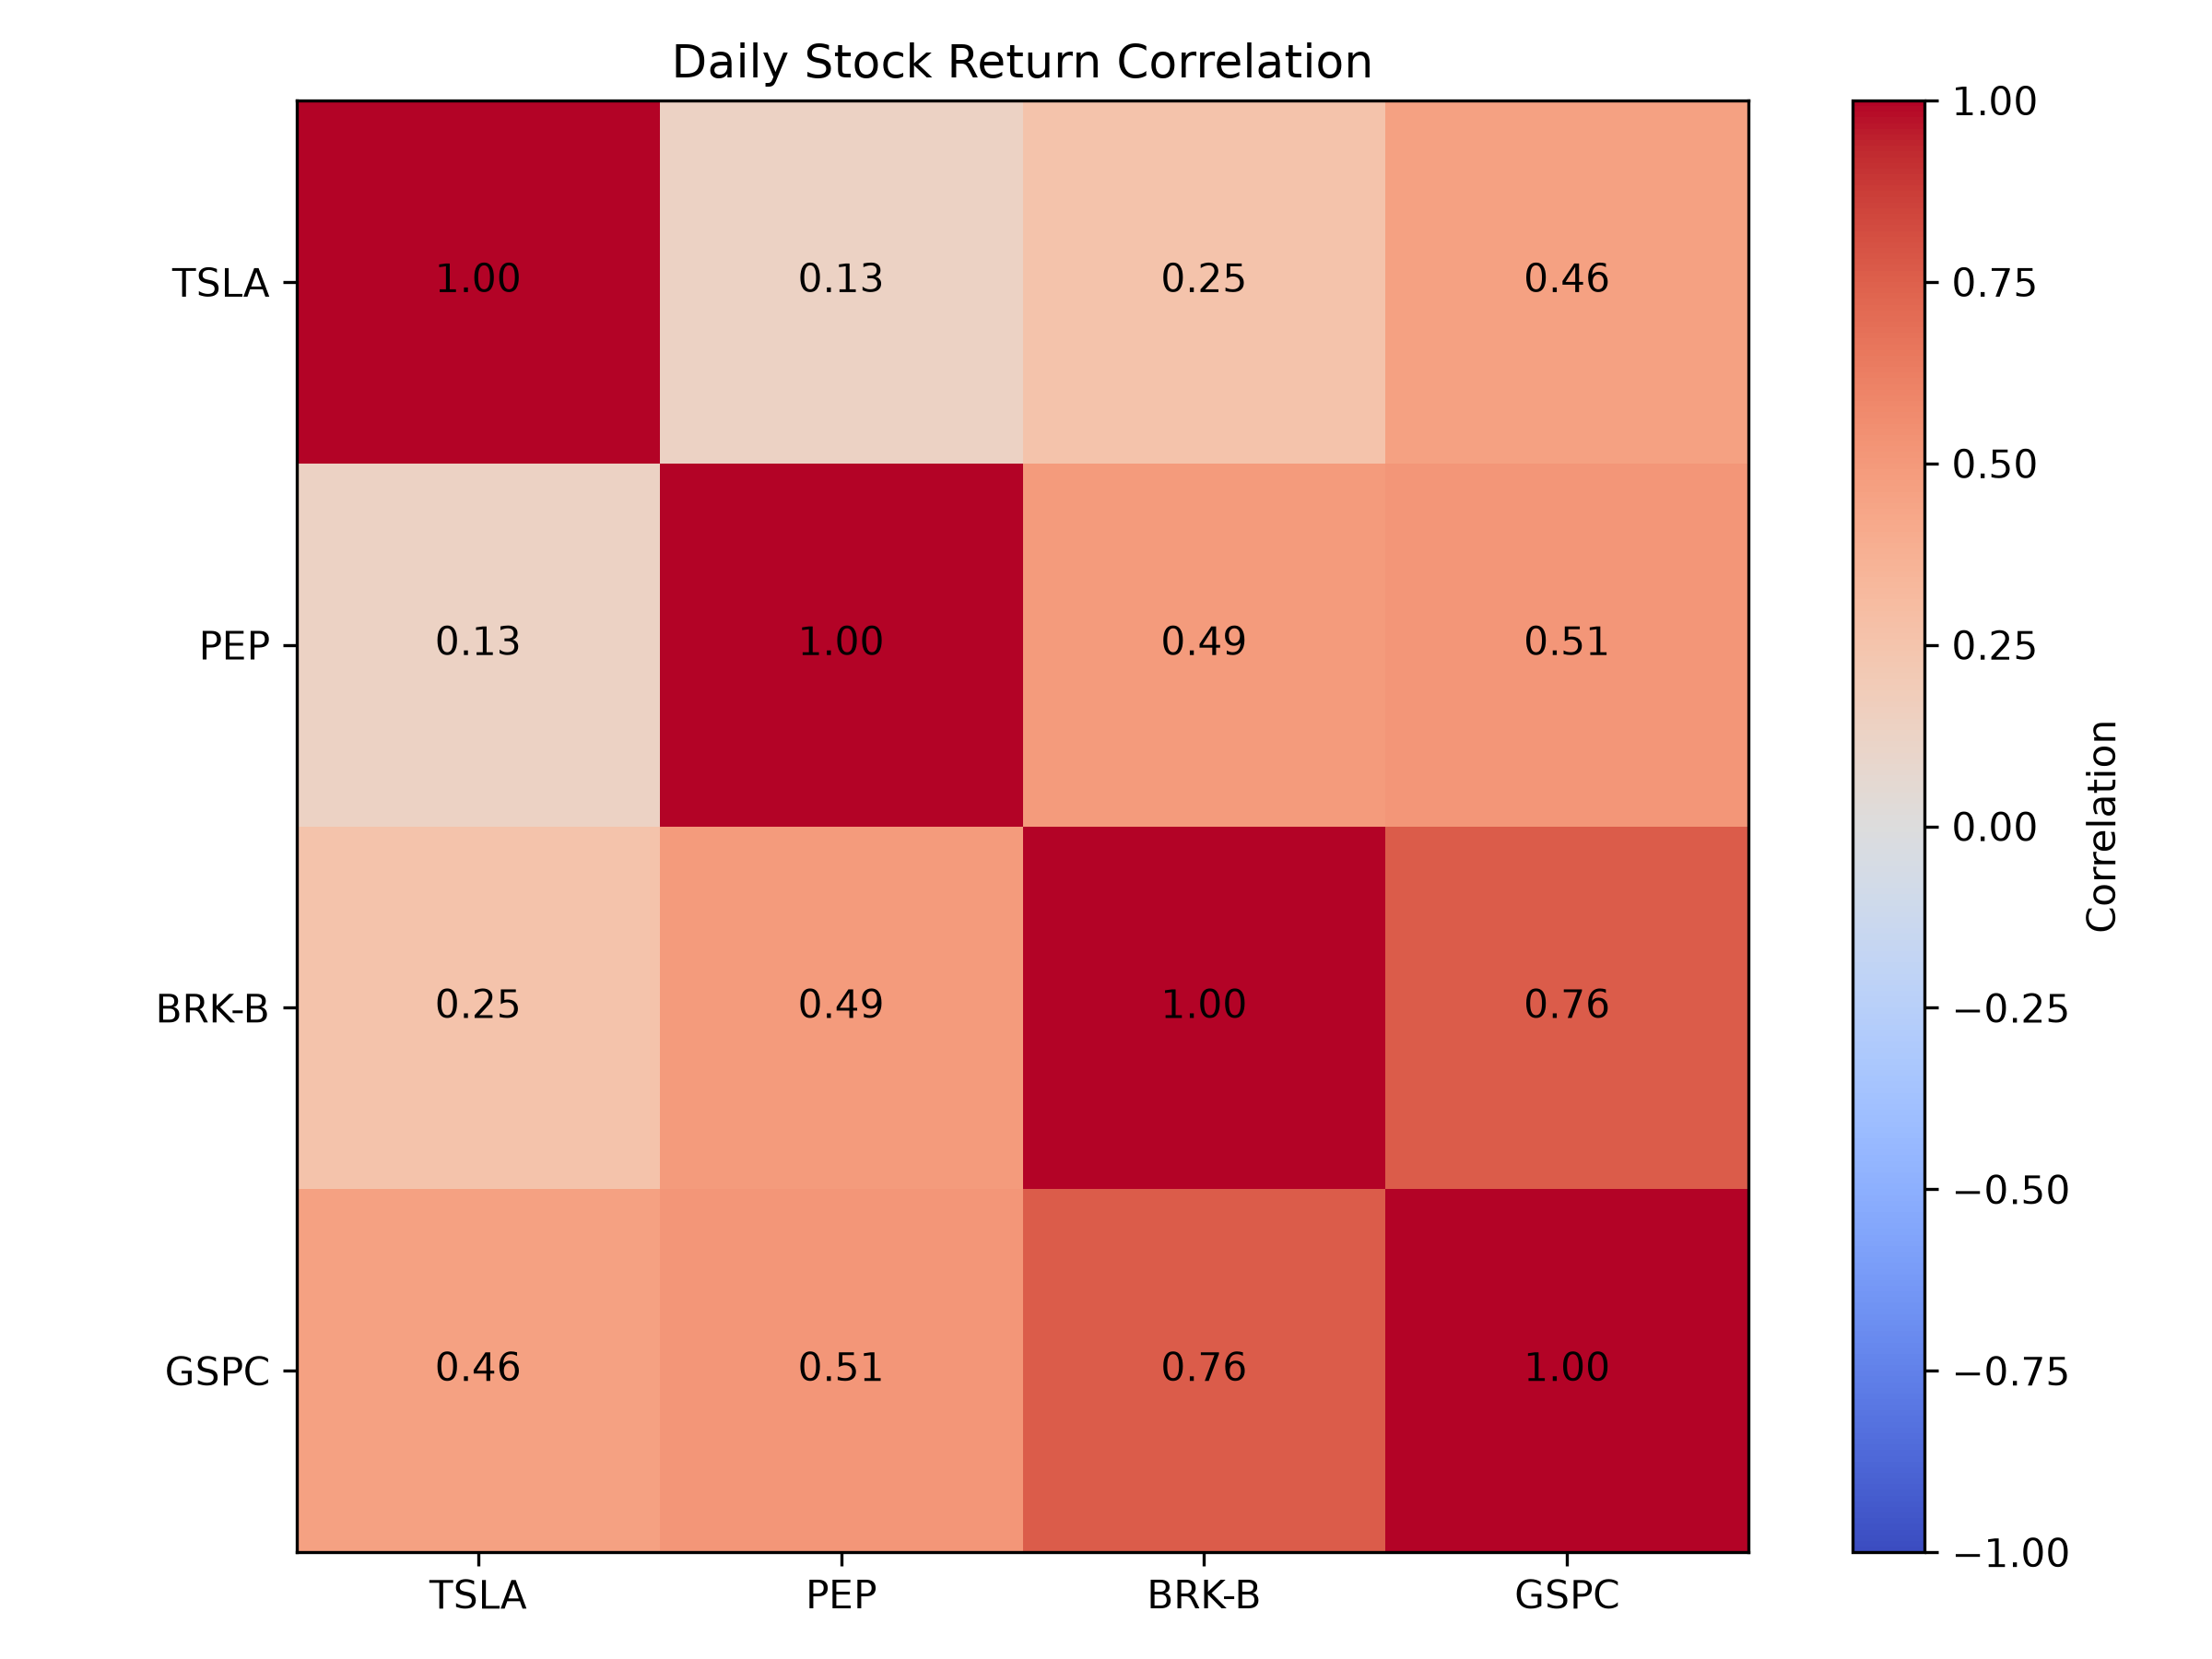 Daily Stock Return Correlation
TSLA 1.00 0.13 0.25 0.46
PEP 0.13 1.00 0.49 0.51
BRK-B 0.25 0.49 1.00 0.76
GSPC 0.46 0.51 0.76 1.00
TSLA PEP BRK-B GSPC
1.00
0.75
0.50
0.25
0.00
−0.25
−0.50
−0.75
−1.00
Correlation